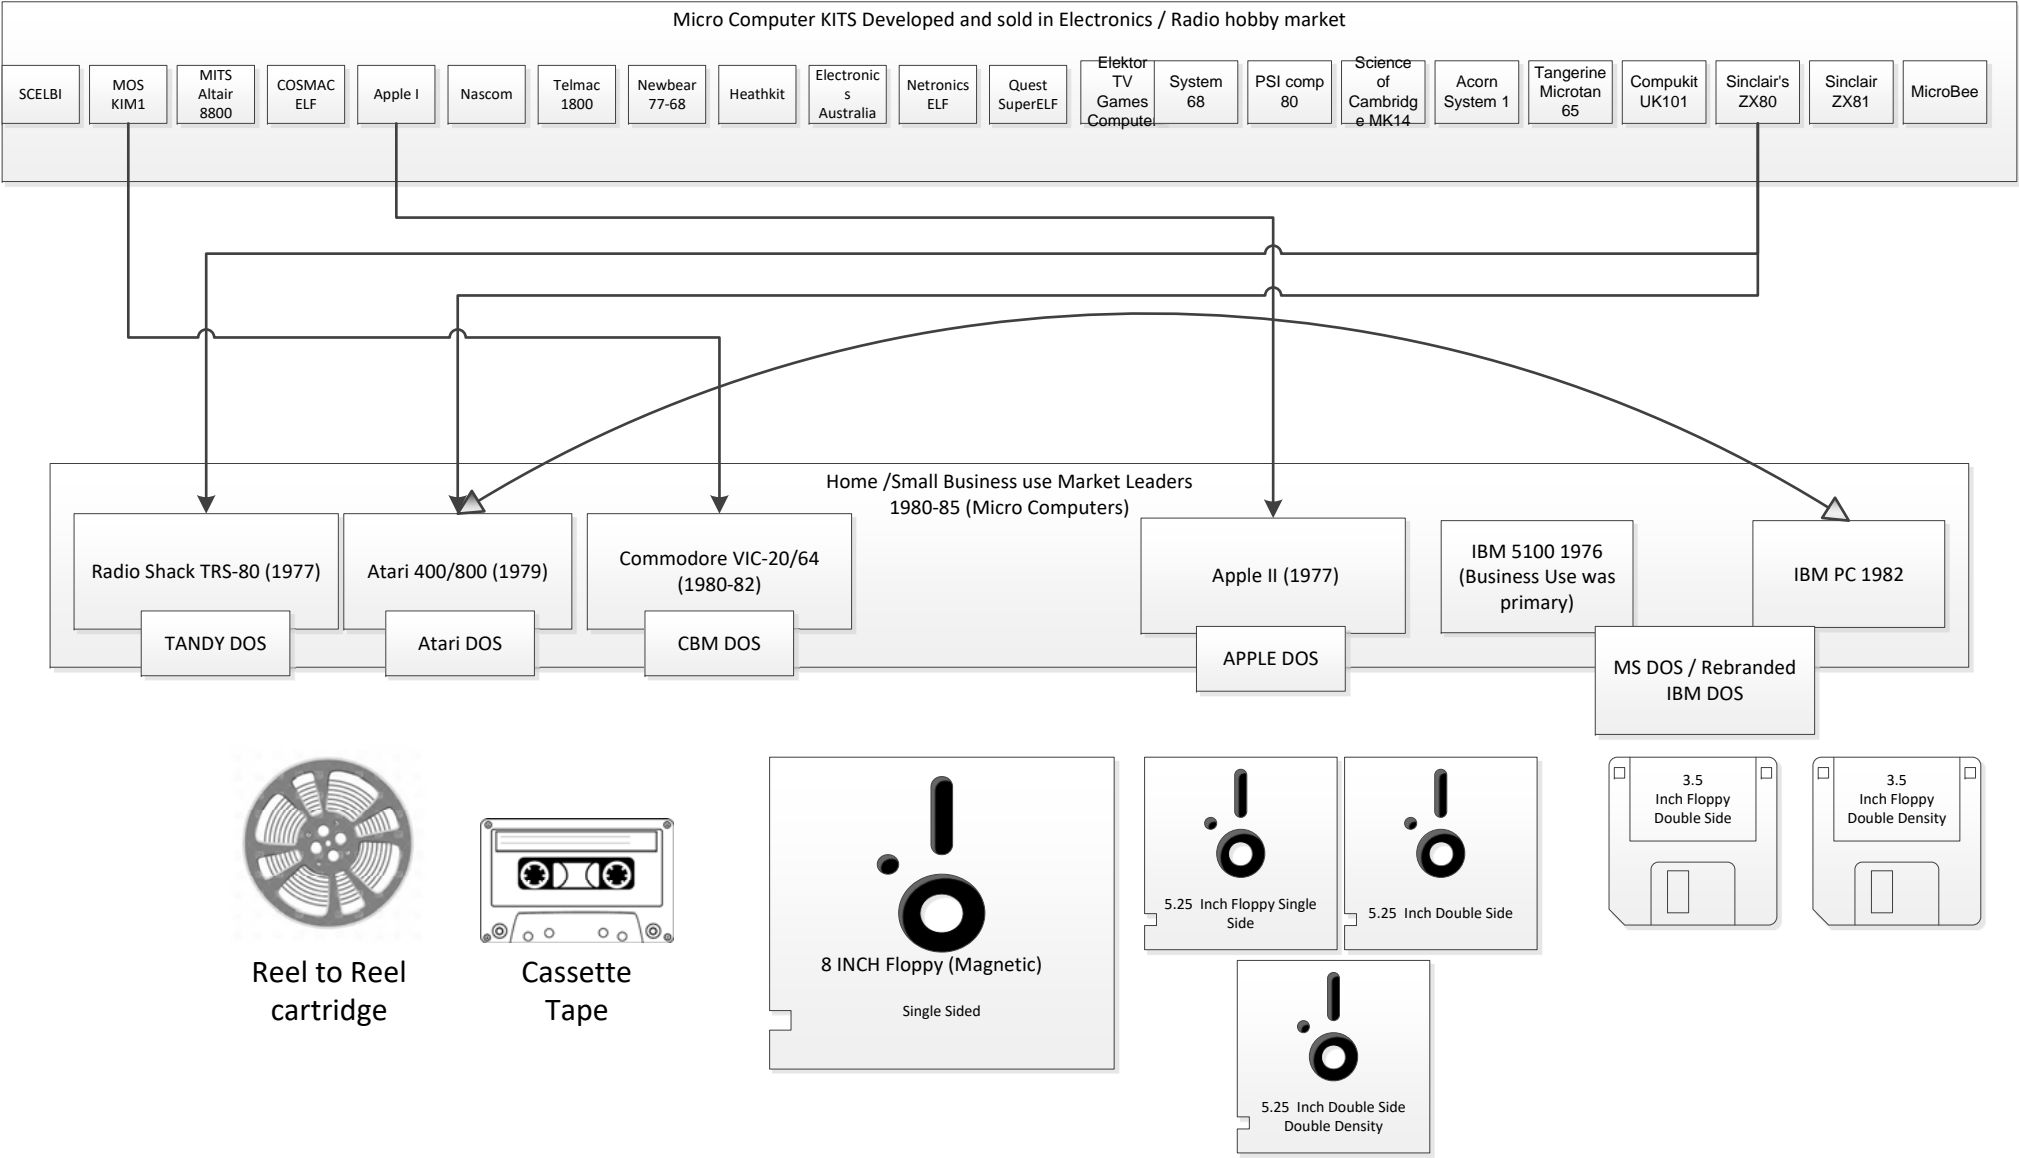 Micro Computer KITS Developed and sold in Electronics / Radio hobby market
SCELBI
MOS
KIM1
MITS
Altair
8800
COSMAC
ELF
Apple I
Nascom
Telmac
1800
Newbear
77-68
Heathkit
Electronic
s
Australia
Netronics
ELF
Quest
SuperELF
Elektor
TV
Games
Computer
System
68
PSI comp
80
Science
of
Cambridg
e MK14
Acorn
System 1
Tangerine
Microtan
65
Compukit
UK101
Sinclair's
ZX80
Sinclair
ZX81
MicroBee
Home /Small Business use Market Leaders
1980-85 (Micro Computers)
Radio Shack TRS-80 (1977)
Atari 400/800 (1979)
Commodore VIC-20/64
(1980-82)
Apple II (1977)
IBM 5100 1976
(Business Use was
primary)
IBM PC 1982
TANDY DOS
Atari DOS
CBM DOS
APPLE DOS
MS DOS / Rebranded
IBM DOS
Reel to Reel
cartridge
Cassette
Tape
8 INCH Floppy (Magnetic)
Single Sided
5.25 Inch Floppy Single
Side
5.25 Inch Double Side
5.25 Inch Double Side
Double Density
3.5
Inch Floppy
Double Side
3.5
Inch Floppy
Double Density